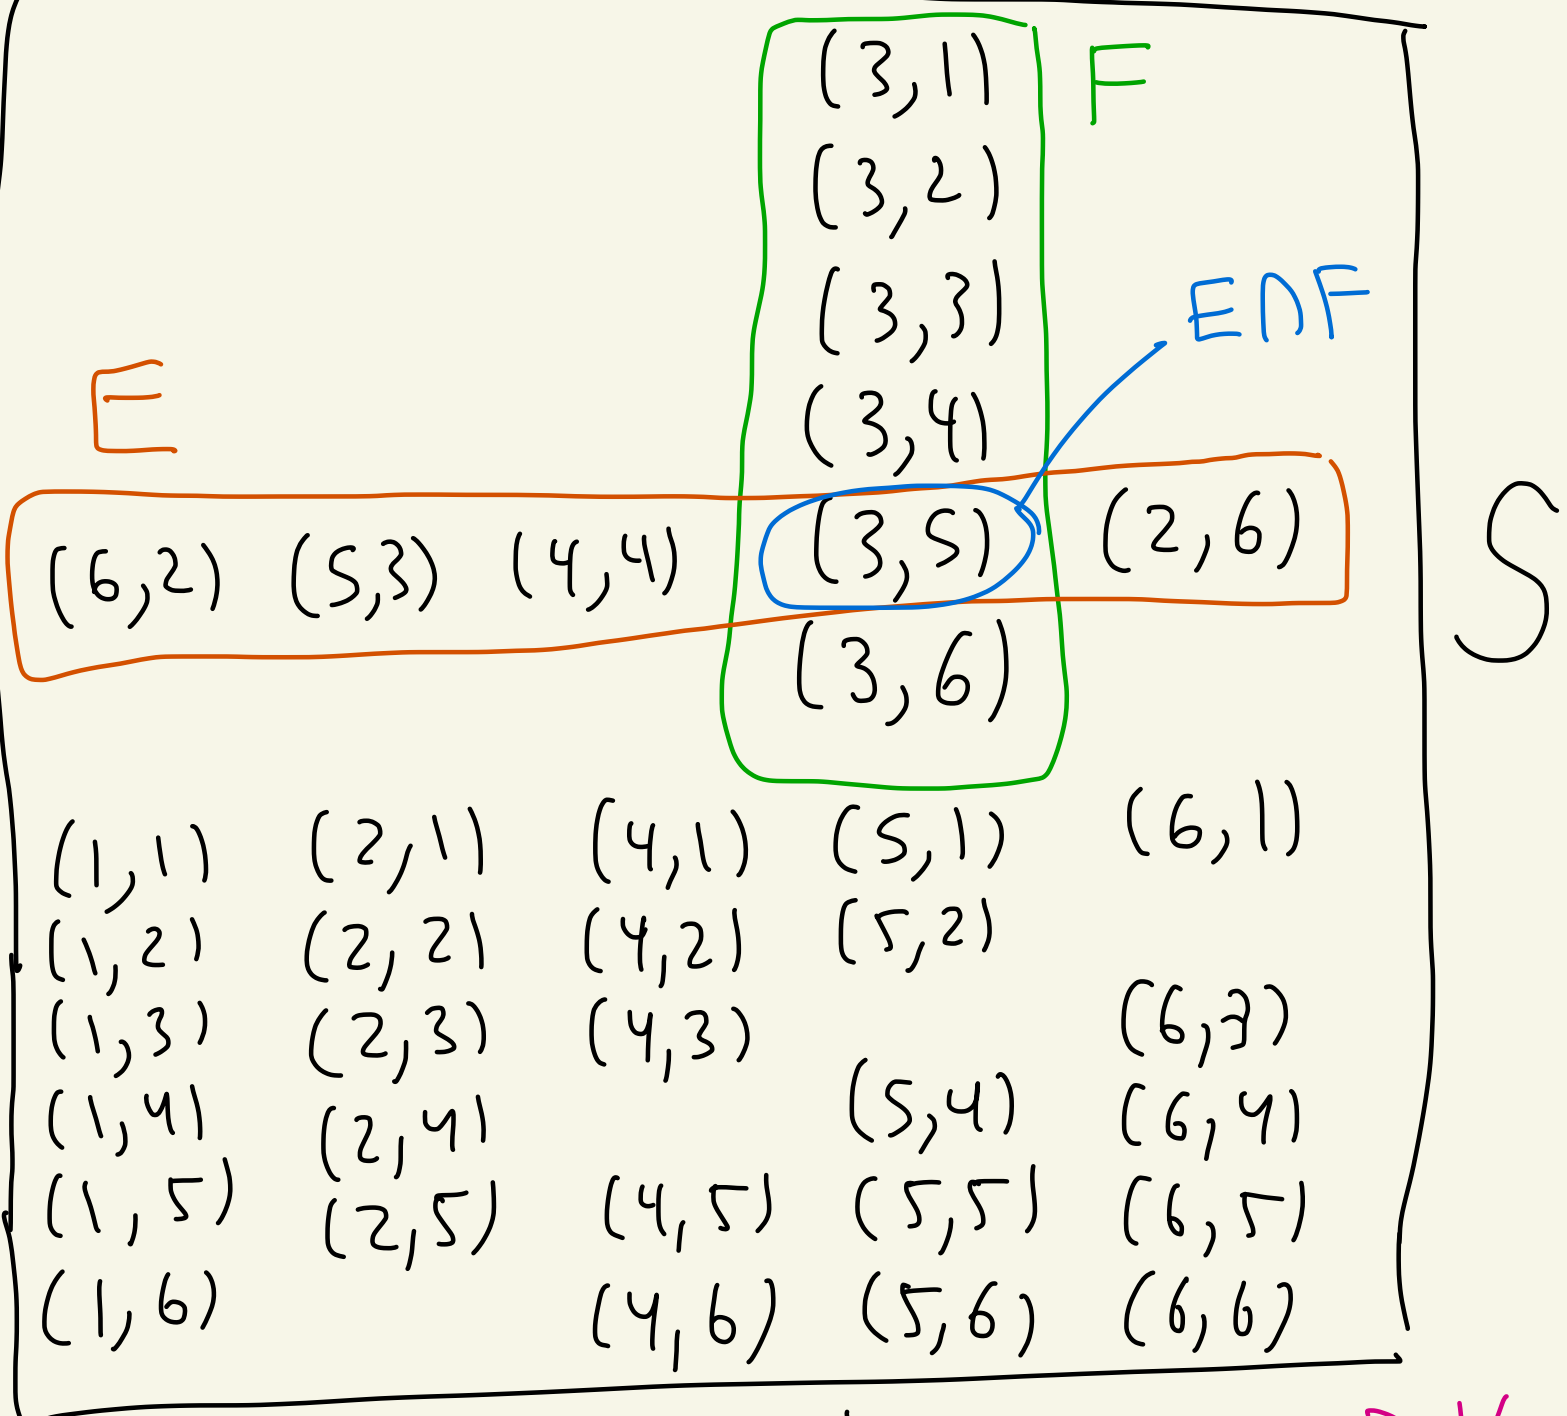 (3,1) F
(3,2)
(3,3) E∩F
(3,4)
E
(6,2) (5,3) (4,4) (3,5) (2,6) S
(3,6)
(1,1) (2,1) (4,1) (5,1) (6,1)
(1,2) (2,2) (4,2) (5,2)
(1,3) (2,3) (4,3) (6,3)
(1,4) (2,4) (5,4) (6,4)
(1,5) (2,5) (4,5) (5,5) (6,5)
(1,6) (4,6) (5,6) (6,6)